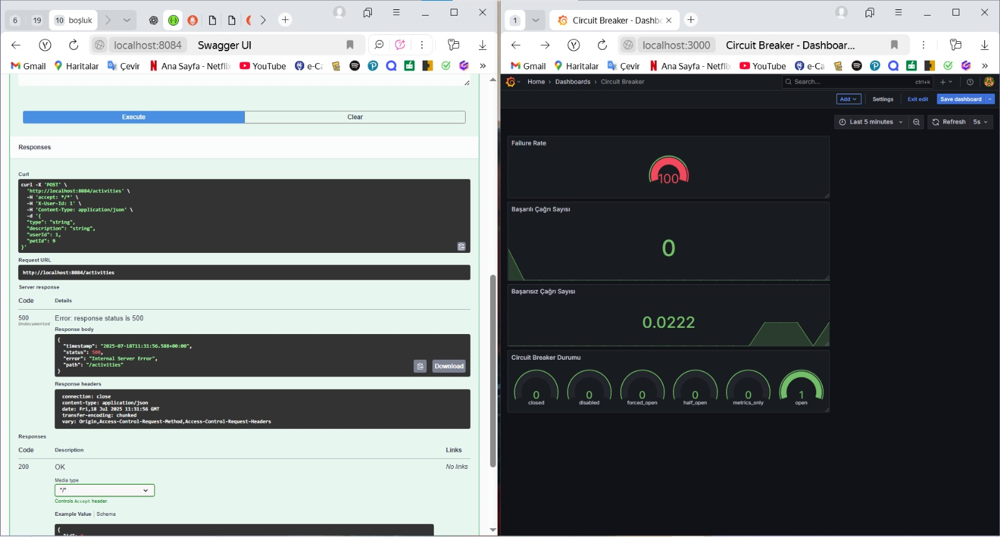 6
19
10 boşluk
localhost:8084 Swagger UI
Gmail Haritalar Çevir Ana Sayfa - Netflix YouTube e-Ca
Execute Clear
Responses
Curl
curl -X 'POST' \
'http://localhost:8084/activities' \
-H 'accept: */*' \
-H 'X-User-Id: 1' \
-H 'Content-Type: application/json' \
-d '{
"type": "string",
"description": "string",
"userId": 1,
"petId": 9
}'
Request URL
http://localhost:8084/activities
Server response
Code Details
500 Error: response status is 500
Undocumented
Response body
{
"timestamp": "2025-07-18T11:31:56.588+00:00",
"status": 500,
"error": "Internal Server Error",
"path": "/activities"
}
Download
Response headers
connection: close
content-type: application/json
date: Fri,18 Jul 2025 11:31:56 GMT
transfer-encoding: chunked
vary: Origin,Access-Control-Request-Method,Access-Control-Request-Headers
Responses
Code Description Links
200 OK No links
Media type
*/*
Controls Accept header.
Example Value | Schema
{
1
Circuit Breaker - Dashbo
localhost:3000 Circuit Breaker - Dashboar...
Gmail Haritalar Çevir Ana Sayfa - Netflix YouTube e-Ca
Home › Dashboards › Circuit Breaker
Search... ctrl+k
Add Settings Exit edit Save dashboard
Last 5 minutes Refresh 5s
Failure Rate
100
Başarılı Çağrı Sayısı
0
Başarısız Çağrı Sayısı
0.0222
Circuit Breaker Durumu
0 0 0 0 0 1
closed disabled forced_open half_open metrics_only open